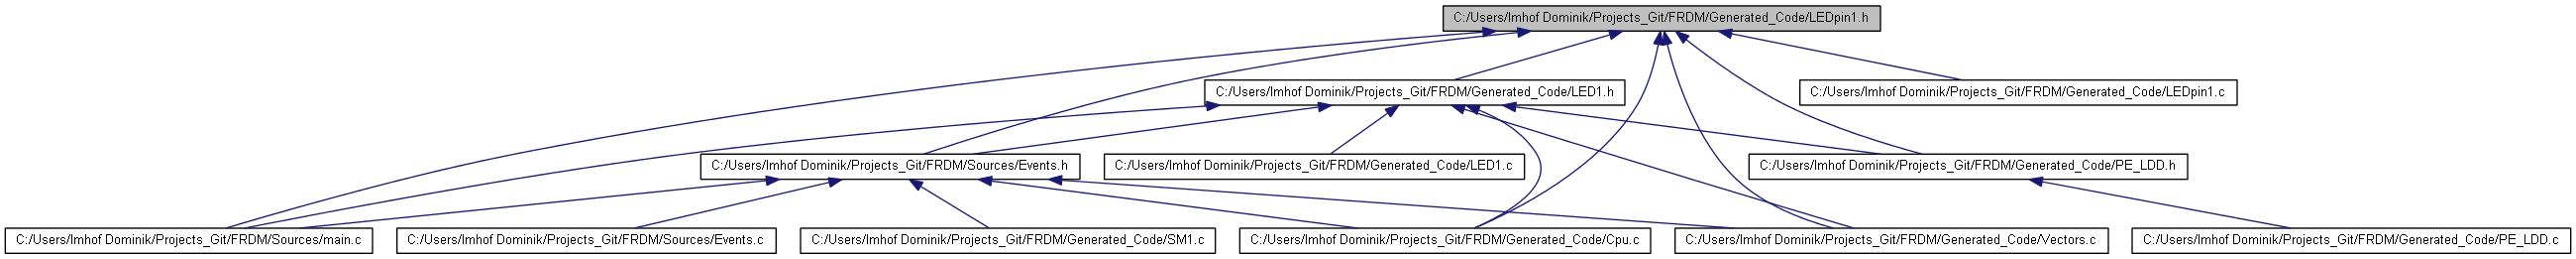 C:/Users/Imhof Dominik/Projects_Git/FRDM/Generated_Code/LEDpin1.h
C:/Users/Imhof Dominik/Projects_Git/FRDM/Generated_Code/LED1.h
C:/Users/Imhof Dominik/Projects_Git/FRDM/Generated_Code/LEDpin1.c
C:/Users/Imhof Dominik/Projects_Git/FRDM/Sources/Events.h
C:/Users/Imhof Dominik/Projects_Git/FRDM/Generated_Code/LED1.c
C:/Users/Imhof Dominik/Projects_Git/FRDM/Generated_Code/PE_LDD.h
C:/Users/Imhof Dominik/Projects_Git/FRDM/Sources/main.c
C:/Users/Imhof Dominik/Projects_Git/FRDM/Sources/Events.c
C:/Users/Imhof Dominik/Projects_Git/FRDM/Generated_Code/SM1.c
C:/Users/Imhof Dominik/Projects_Git/FRDM/Generated_Code/Cpu.c
C:/Users/Imhof Dominik/Projects_Git/FRDM/Generated_Code/Vectors.c
C:/Users/Imhof Dominik/Projects_Git/FRDM/Generated_Code/PE_LDD.c